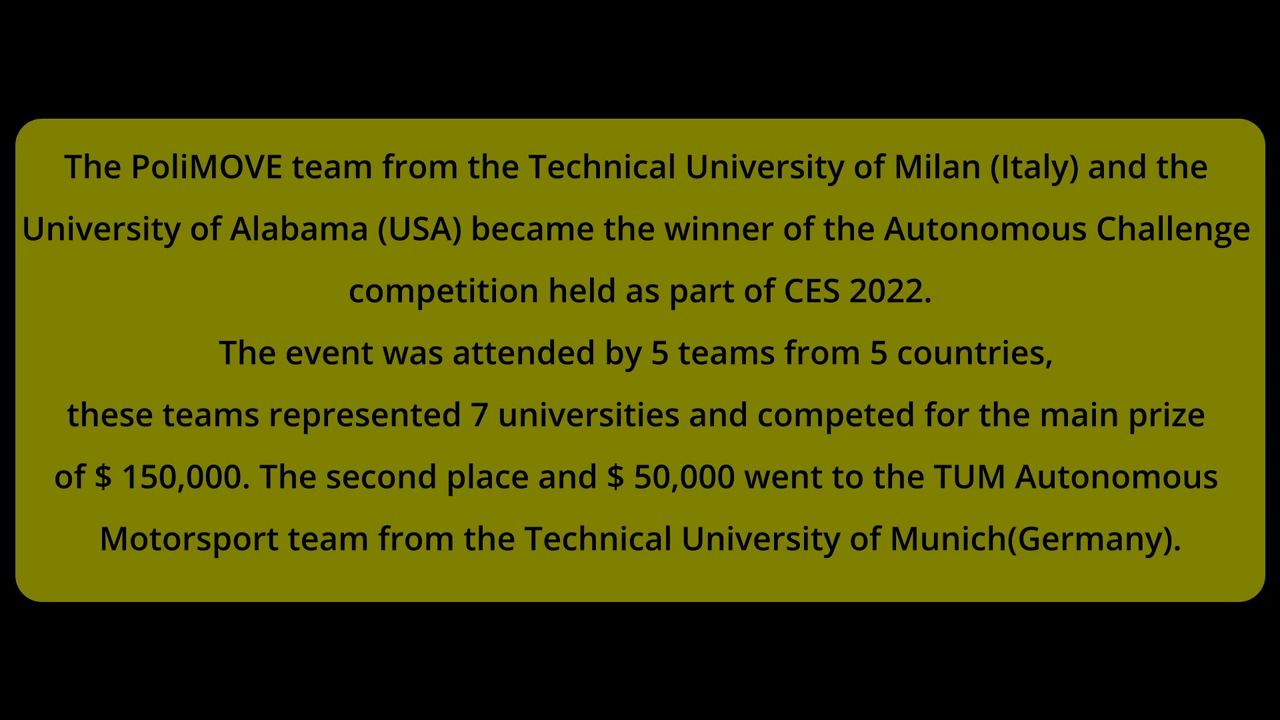 The PoliMOVE team from the Technical University of Milan (Italy) and the
University of Alabama (USA) became the winner of the Autonomous Challenge
competition held as part of CES 2022.
The event was attended by 5 teams from 5 countries,
these teams represented 7 universities and competed for the main prize
of $ 150,000. The second place and $ 50,000 went to the TUM Autonomous
Motorsport team from the Technical University of Munich(Germany).